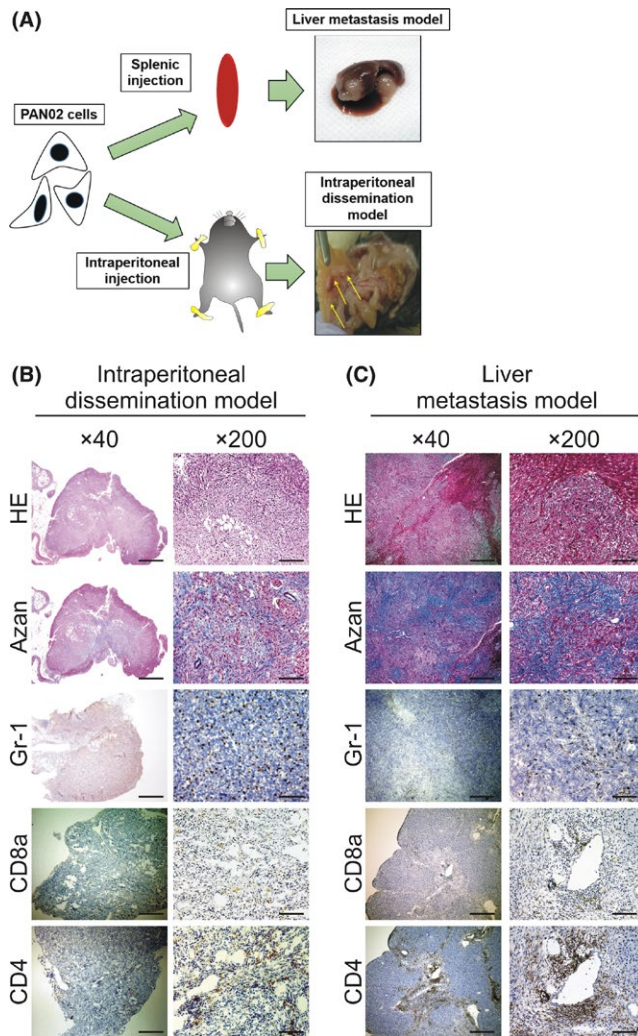 (A)
Liver metastasis model
Splenic
injection
PAN02 cells
Intraperitoneal
dissemination
model
Intraperitoneal
injection
(B)
Intraperitoneal
dissemination model
×40
×200
HE
Azan
Gr-1
CD8a
CD4
(C)
Liver
metastasis model
×40
×200
HE
Azan
Gr-1
CD8a
CD4